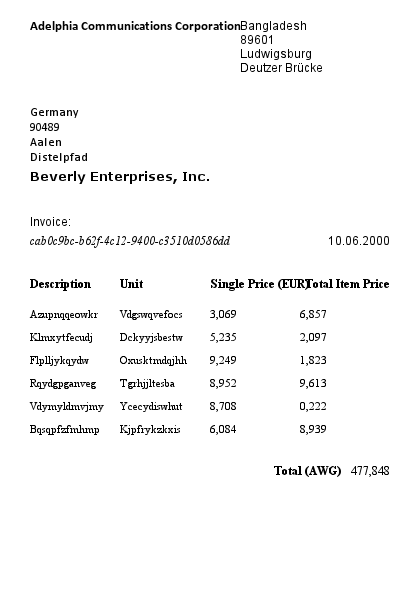 Adelphia Communications Corporation Bangladesh
89601
Ludwigsburg
Deutzer Brücke
Germany
90489
Aalen
Distelpfad
Beverly Enterprises, Inc.
Invoice:
cab0c9bc-b62f-4c12-9400-c3510d0586dd 10.06.2000
Description Unit Single Price (EUR) Total Item Price
Azupnqqeowkr Vdgswqvefocs 3,069 6,857
Klmxytfecudj Dckyyjsbestw 5,235 2,097
Flplljykqydw Oxusktmdqjhh 9,249 1,823
Rqydgpganveg Tgrhjjltesba 8,952 9,613
Vdymyldmvjmy Ycecydiswhut 8,708 0,222
Bqsqpfzfmhmp Kjpfrykzkxis 6,084 8,939
Total (AWG) 477,848